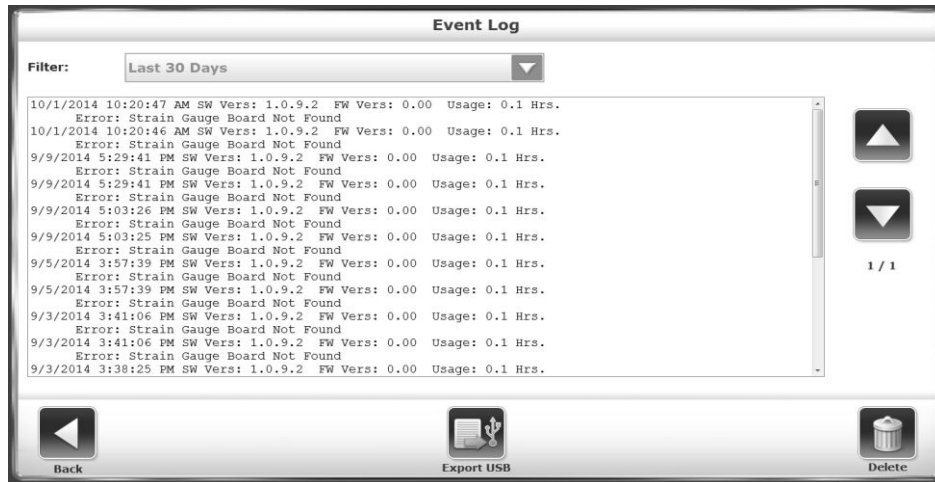 Event Log
Filter: Last 30 Days
10/1/2014 10:20:47 AM SW Vers: 1.0.9.2 FW Vers: 0.00 Usage: 0.1 Hrs.
Error: Strain Gauge Board Not Found
10/1/2014 10:20:46 AM SW Vers: 1.0.9.2 FW Vers: 0.00 Usage: 0.1 Hrs.
Error: Strain Gauge Board Not Found
9/9/2014 5:29:41 PM SW Vers: 1.0.9.2 FW Vers: 0.00 Usage: 0.1 Hrs.
Error: Strain Gauge Board Not Found
9/9/2014 5:29:41 PM SW Vers: 1.0.9.2 FW Vers: 0.00 Usage: 0.1 Hrs.
Error: Strain Gauge Board Not Found
9/9/2014 5:03:26 PM SW Vers: 1.0.9.2 FW Vers: 0.00 Usage: 0.1 Hrs.
Error: Strain Gauge Board Not Found
9/9/2014 5:03:25 PM SW Vers: 1.0.9.2 FW Vers: 0.00 Usage: 0.1 Hrs.
Error: Strain Gauge Board Not Found
9/5/2014 3:57:39 PM SW Vers: 1.0.9.2 FW Vers: 0.00 Usage: 0.1 Hrs.
Error: Strain Gauge Board Not Found
9/5/2014 3:57:39 PM SW Vers: 1.0.9.2 FW Vers: 0.00 Usage: 0.1 Hrs.
Error: Strain Gauge Board Not Found
9/3/2014 3:41:06 PM SW Vers: 1.0.9.2 FW Vers: 0.00 Usage: 0.1 Hrs.
Error: Strain Gauge Board Not Found
9/3/2014 3:41:06 PM SW Vers: 1.0.9.2 FW Vers: 0.00 Usage: 0.1 Hrs.
Error: Strain Gauge Board Not Found
9/3/2014 3:38:25 PM SW Vers: 1.0.9.2 FW Vers: 0.00 Usage: 0.1 Hrs.
1 / 1
Back
Export USB
Delete